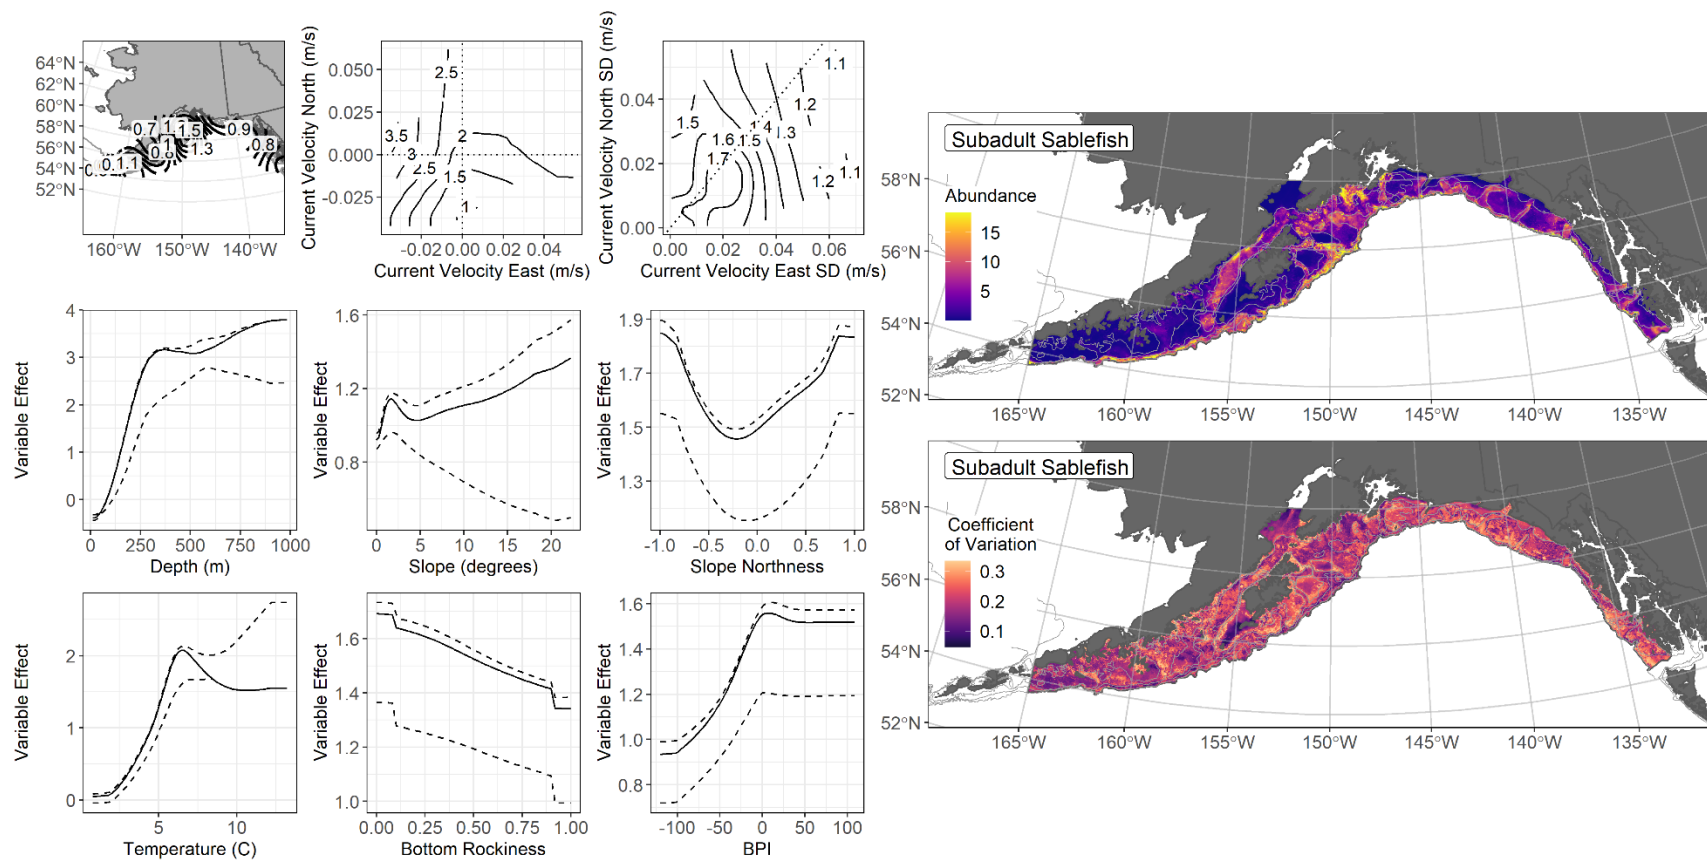 64°N
62°N
60°N
58°N
56°N
54°N
52°N
0.7
1.5
0.9
0.8
1.3
1.1
160°W 150°W 140°W
Current Velocity North (m/s)
0.050
0.025
0.000
-0.025
2.5
3.5
3
2
2.5
1.5
1
-0.02 0.00 0.02 0.04
Current Velocity East (m/s)
Current Velocity North SD (m/s)
0.04
0.02
0.00
1.1
1.2
1.5
1.3
1.6
1.5
1.7
1.1
1.2
0.00 0.02 0.04 0.06
Current Velocity East SD (m/s)
Variable Effect
4
3
2
1
0
0 250 500 750 1000
Depth (m)
Variable Effect
1.6
1.2
0.8
0 5 10 15 20
Slope (degrees)
Variable Effect
1.9
1.7
1.5
1.3
-1.0 -0.5 0.0 0.5 1.0
Slope Northness
Variable Effect
2
1
0
5 10
Temperature (C)
Variable Effect
1.6
1.4
1.2
1.0
0.00 0.25 0.50 0.75 1.00
Bottom Rockiness
Variable Effect
1.6
1.4
1.2
1.0
0.8
-100 -50 0 50 100
BPI
Subadult Sablefish
Abundance
15
10
5
58°N
56°N
54°N
52°N
165°W 160°W 155°W 150°W 145°W 140°W 135°W
Subadult Sablefish
Coefficient
of Variation
0.3
0.2
0.1
58°N
56°N
54°N
52°N
165°W 160°W 155°W 150°W 145°W 140°W 135°W